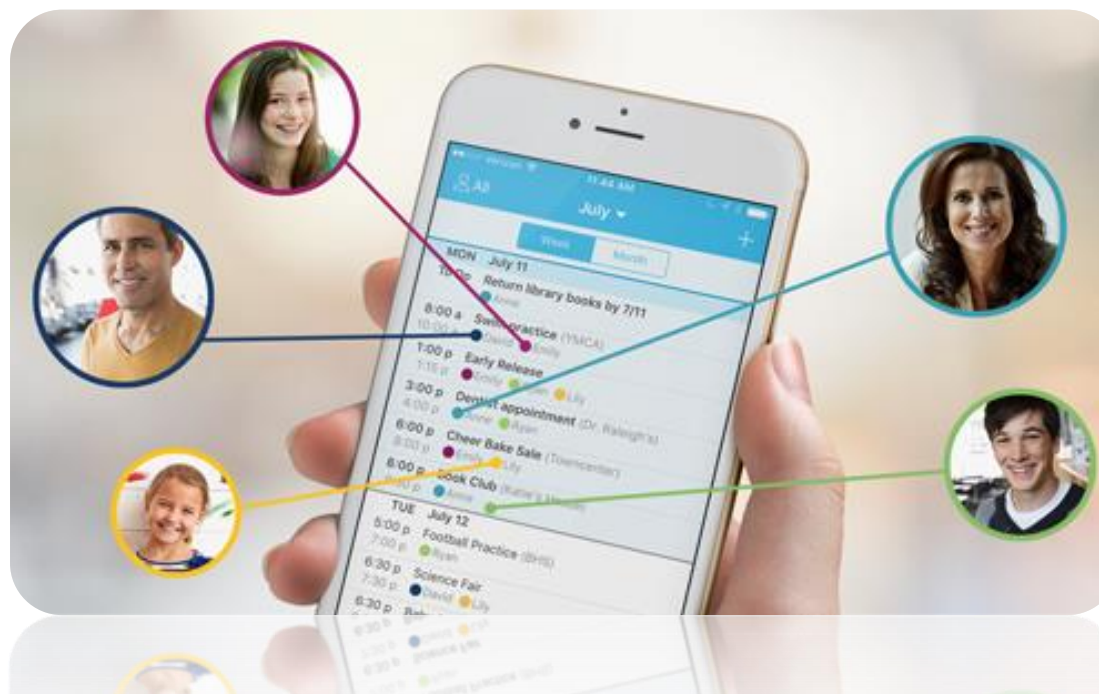 verizon 11:44 AM
All July
Week Month
MON July 11
Return library books by 7/11
Anne
8:00 a Swim practice (YMCA)
10:00 a David Emily
1:00 p Early Release
1:15 p Emily Lily
3:00 p Dentist appointment (Dr. Raleigh's)
4:00 p Anne Ryan
6:00 p Cheer Bake Sale (Towncenter)
8:00 p Emily Lily
6:00 p Book Club (Katie's
Anne
TUE July 12
5:00 p Football Practice (BHS)
7:00 p Ryan
6:30 p Science Fair
7:30 p David Lily
6:30 p